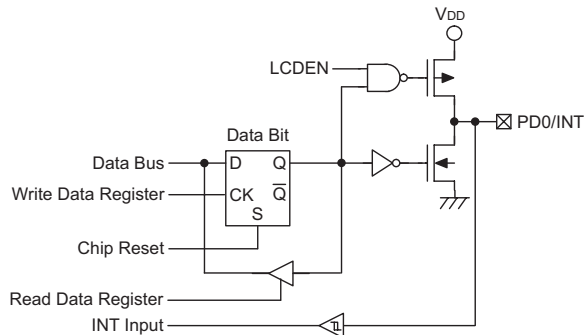 VDD
LCDEN
PD0/INT
Data Bit
Data Bus
D
Q
Write Data Register
CK
Q
S
Chip Reset
Read Data Register
INT Input